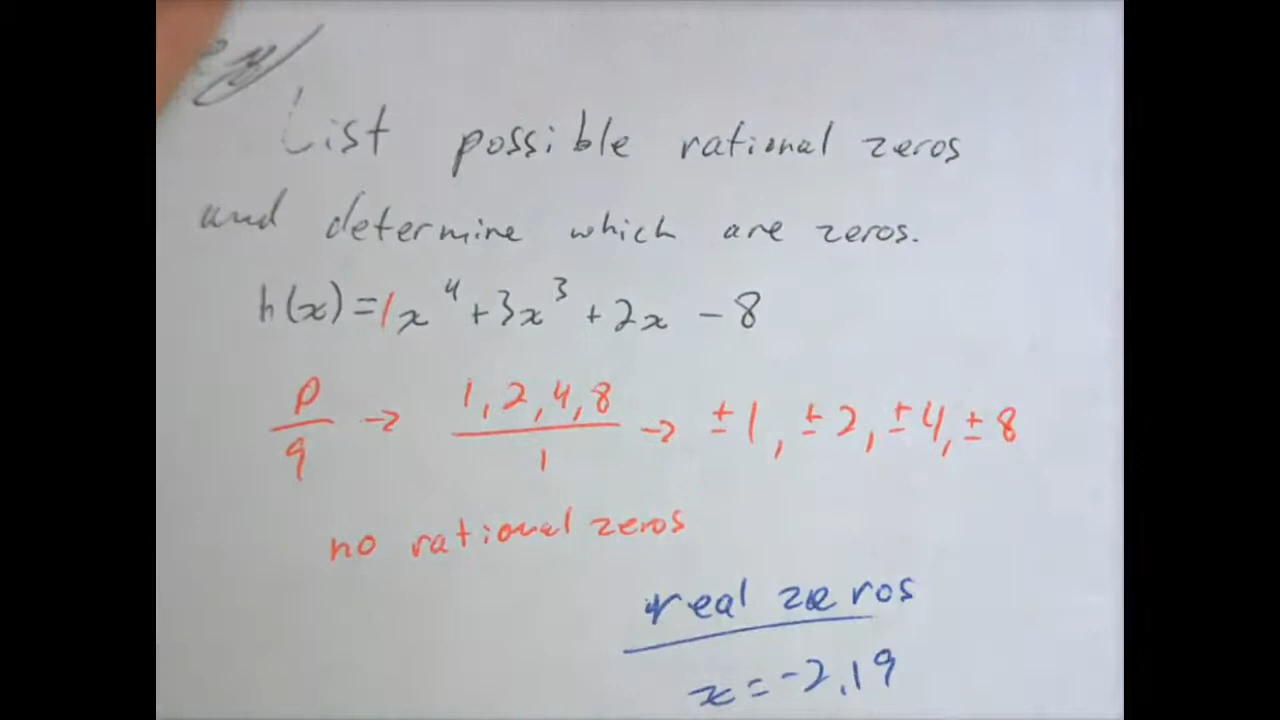 List possible rational zeros
and determine which are zeros.
h(x)=1x⁴+3x³+2x-8
p/q → 1,2,4,8/1 → ±1, ±2, ±4, ±8
no rational zeros
real zeros
x=-2.19